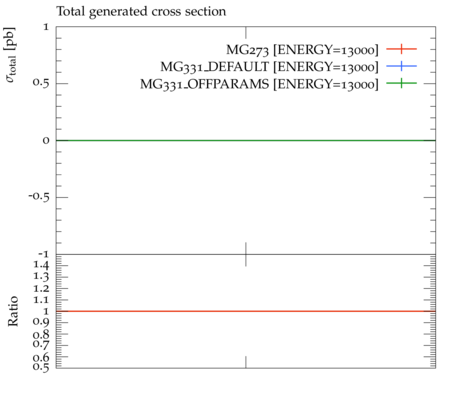 Total generated cross section
σtotal [pb]
1
0.5
0
-0.5
-1
MG273 [ENERGY=13000]
MG331_DEFAULT [ENERGY=13000]
MG331_OFFPARAMS [ENERGY=13000]
Ratio
1.4
1.3
1.2
1.1
1
0.9
0.8
0.7
0.6
0.5